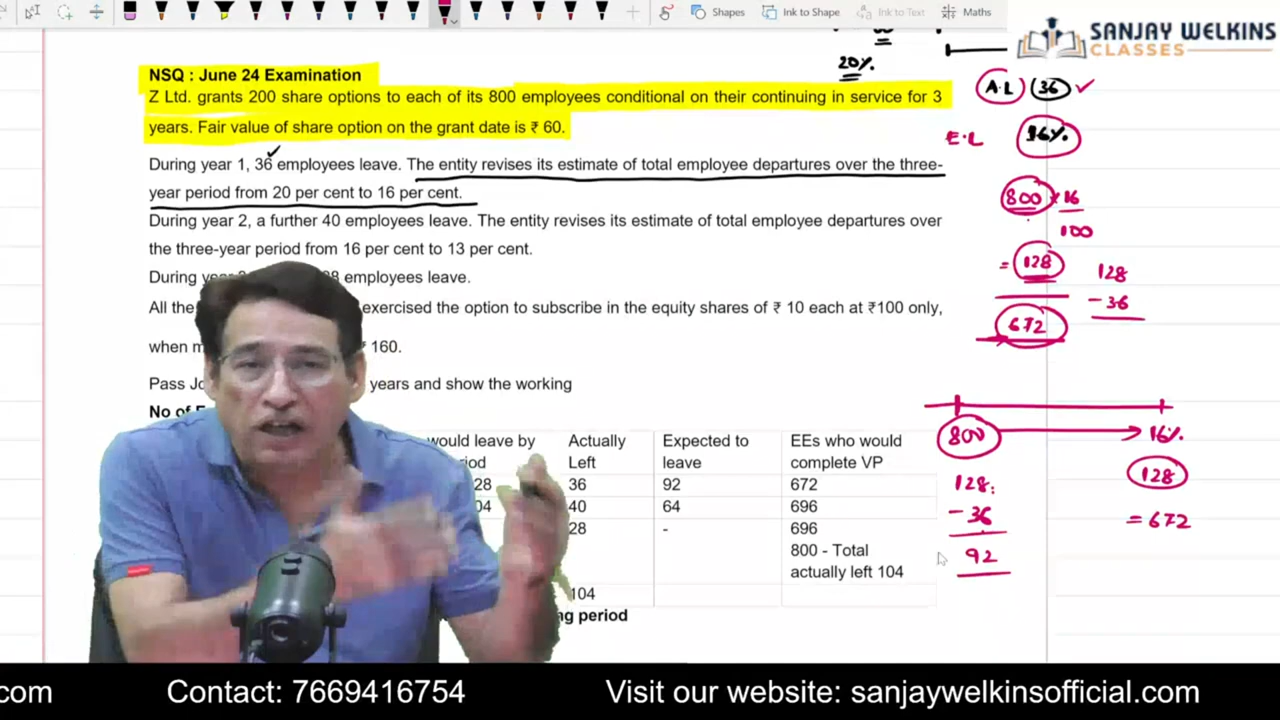 Shapes Ink to Shape Ink to Text Maths
SANJAY WELKINS
CLASSES
20%
NSQ : June 24 Examination
Z Ltd. grants 200 share options to each of its 800 employees conditional on their continuing in service for 3
years. Fair value of share option on the grant date is ₹ 60.
During year 1, 36 employees leave. The entity revises its estimate of total employee departures over the three-
year period from 20 per cent to 16 per cent.
During year 2, a further 40 employees leave. The entity revises its estimate of total employee departures over
the three-year period from 16 per cent to 13 per cent.
During employees leave.
All the exercised the option to subscribe in the equity shares of ₹ 10 each at ₹100 only,
when ₹ 160.
Pass years and show the working
No of
would leave by Actually Expected to EEs who would
Left leave complete VP
28 36 92 672
04 40 64 696
28 - 696
800 - Total
actually left 104
104
period
A.L 36 ✓
E.L 16%
800 × 16
100
= 128
672
128
- 36
800 16%
128
= 672
128
- 36
92
.com Contact: 7669416754 Visit our website: sanjaywelkinsofficial.com